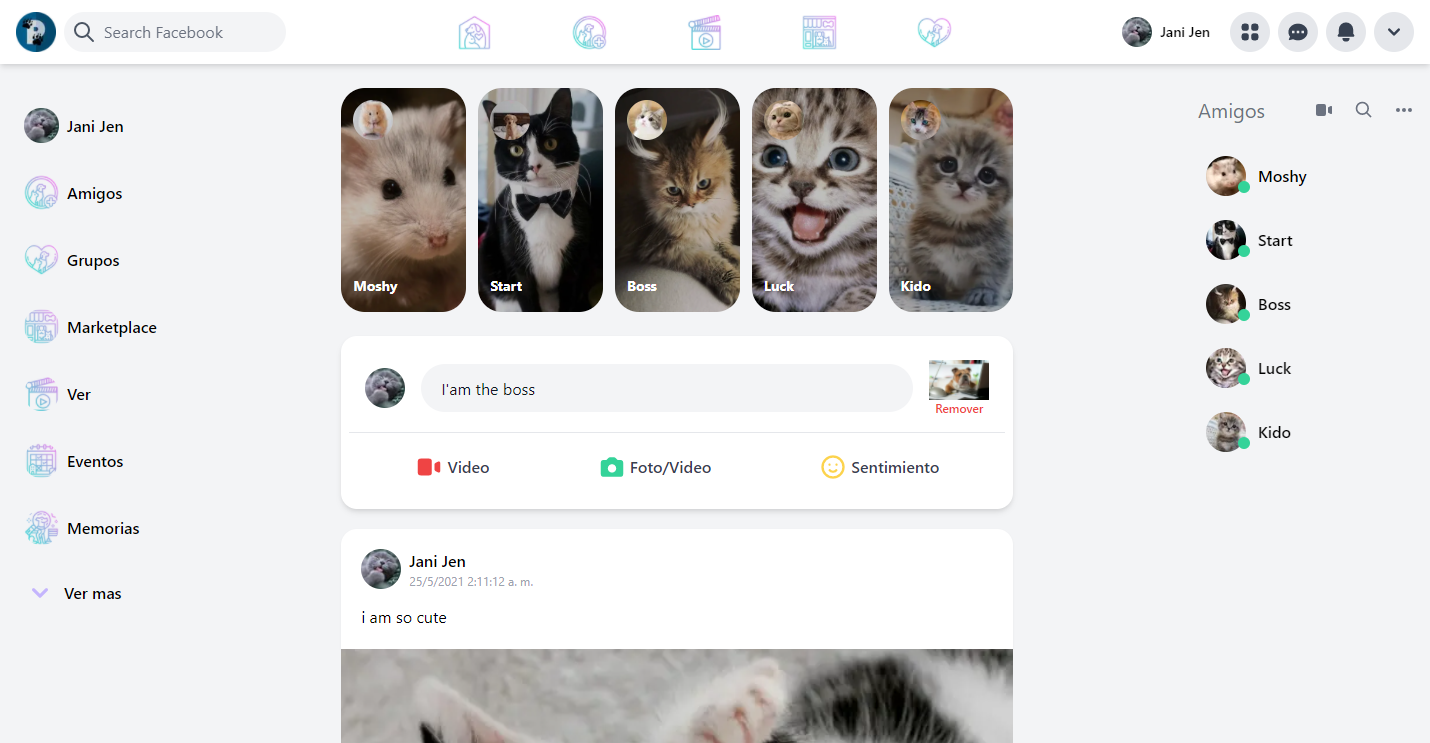 Search Facebook
Jani Jen
Jani Jen
Amigos
Grupos
Marketplace
Ver
Eventos
Memorias
Ver mas
Moshy
Start
Boss
Luck
Kido
I'am the boss
Remover
Video
Foto/Video
Sentimiento
Jani Jen
25/5/2021 2:11:12 a. m.
i am so cute
Amigos
Moshy
Start
Boss
Luck
Kido